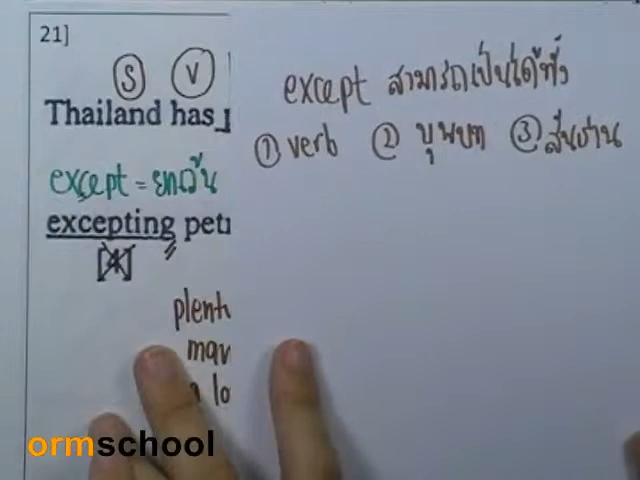 21]
S V
Thailand has
except = ยกเว้น
excepting
[4]
except สามารถเป็นได้ทั้ง
① verb ② บุพบท ③ สันธาน
ormschool